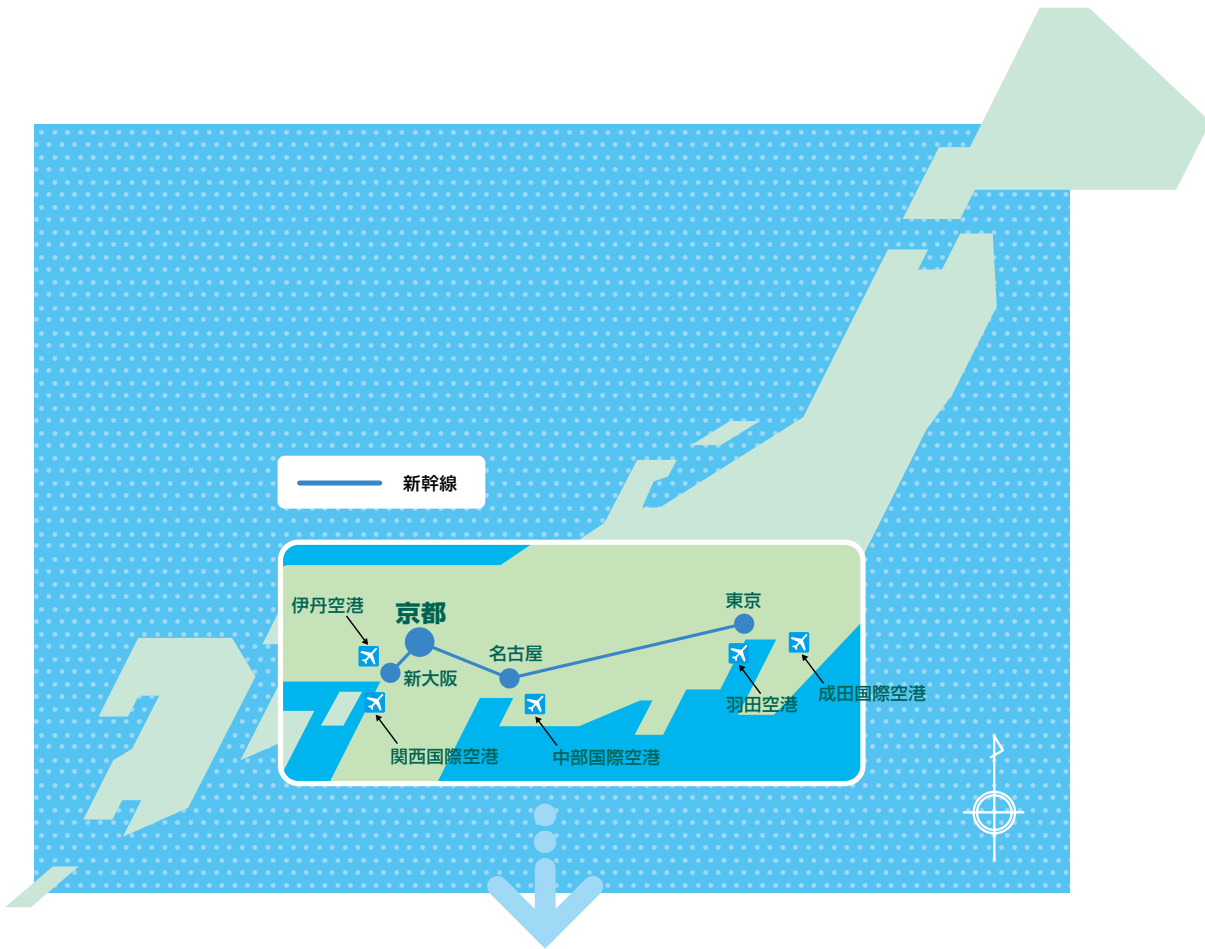 新幹線
伊丹空港
京都
東京
名古屋
新大阪
羽田空港
成田国際空港
関西国際空港
中部国際空港